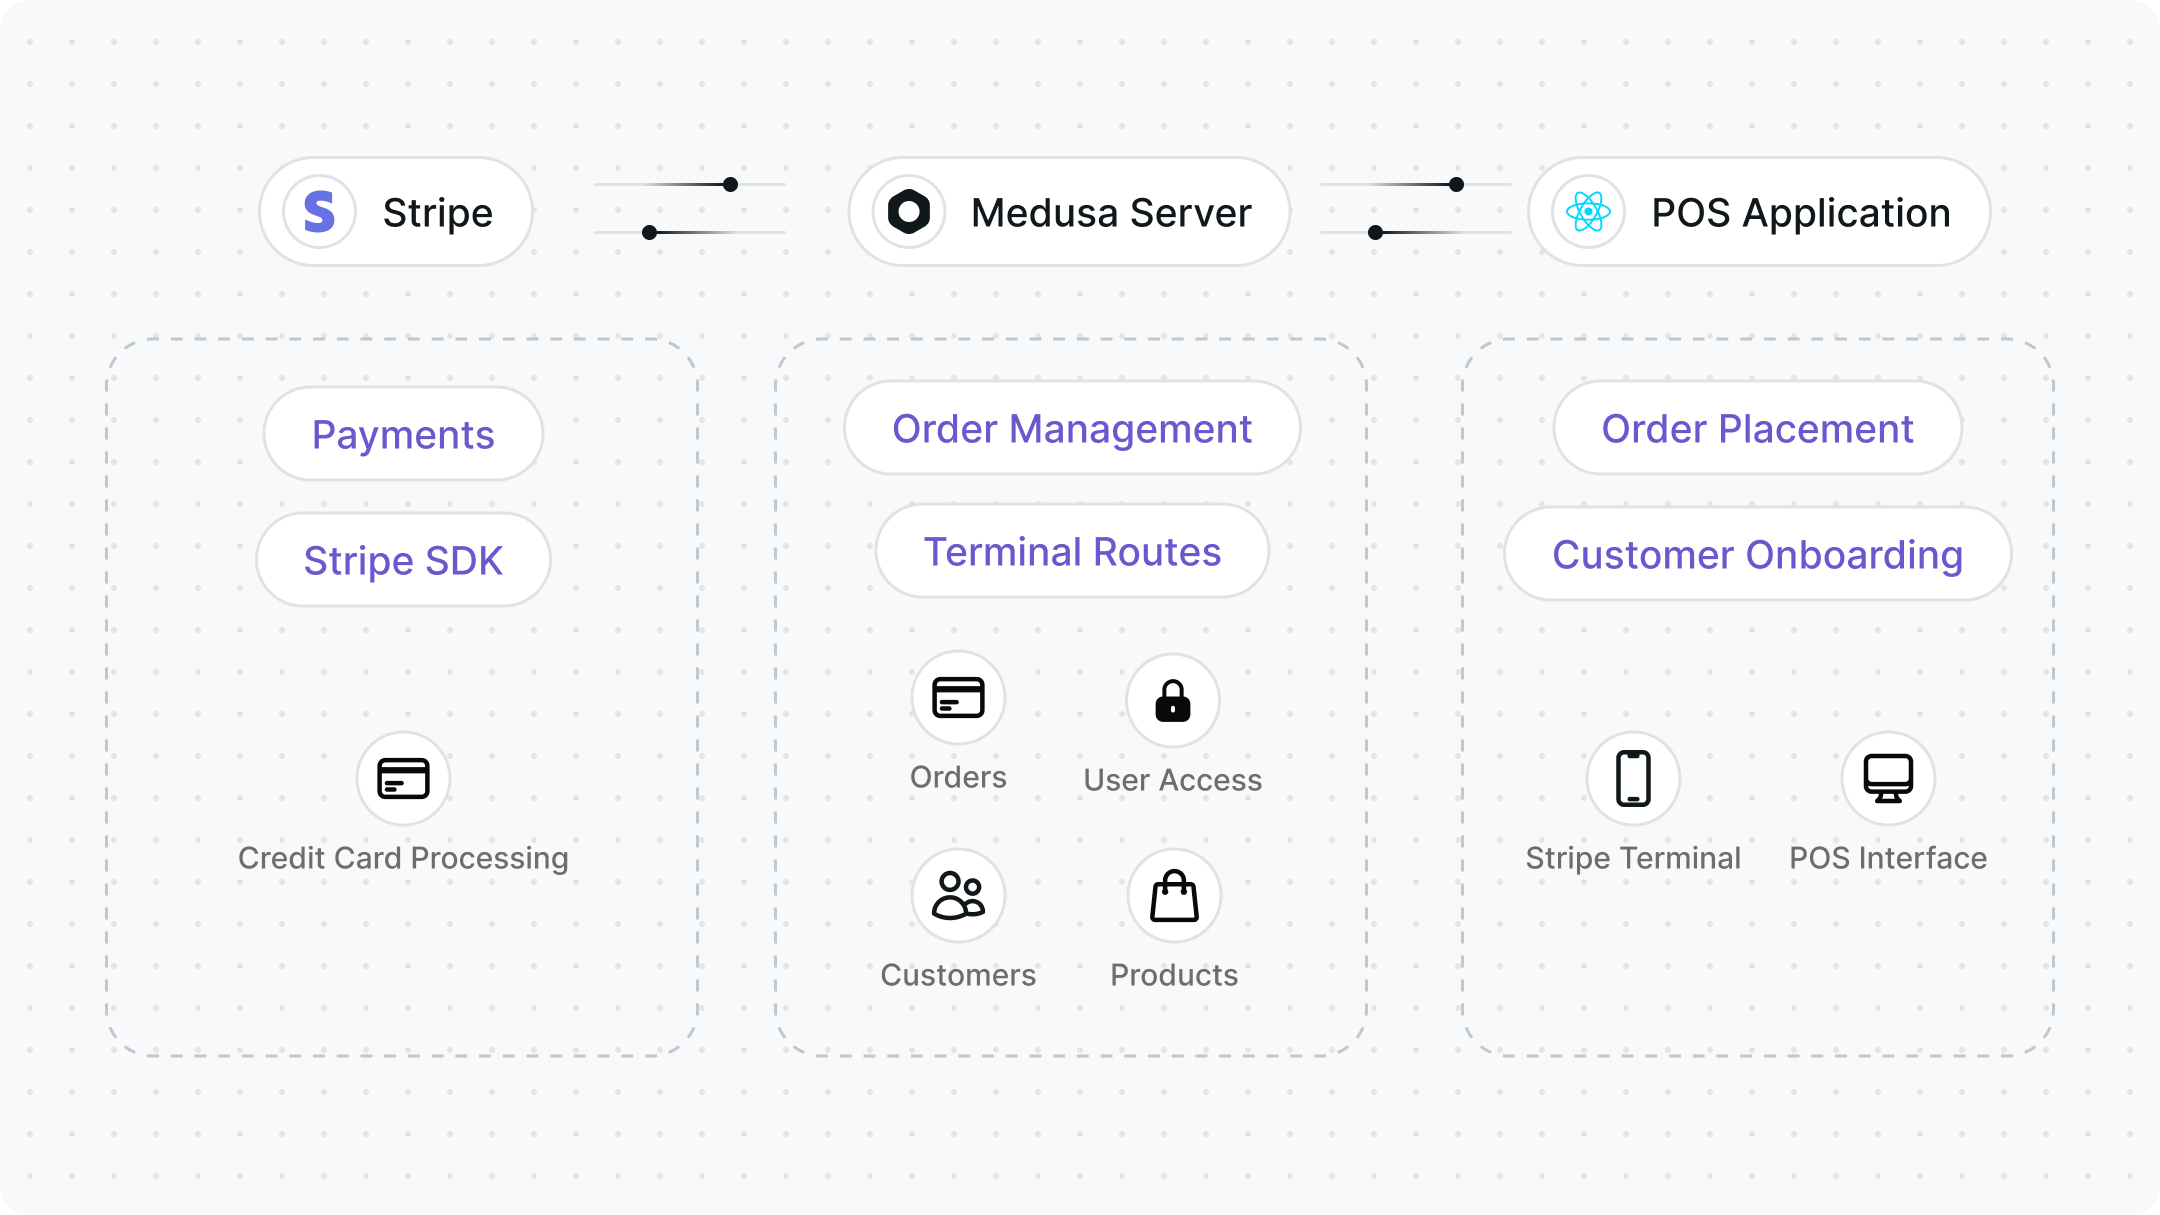 Stripe
Medusa Server
POS Application
Payments
Stripe SDK
Credit Card Processing
Order Management
Terminal Routes
Orders
User Access
Customers
Products
Order Placement
Customer Onboarding
Stripe Terminal
POS Interface